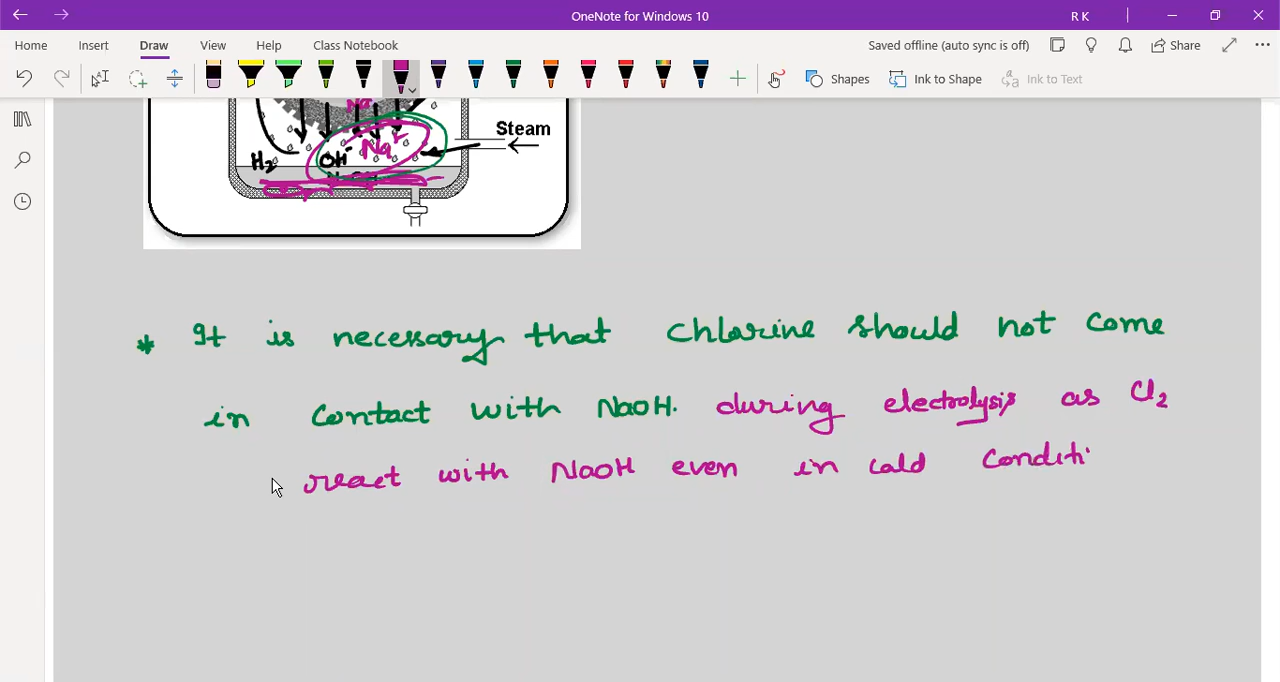 OneNote for Windows 10
R K
Home Insert Draw View Help Class Notebook
Saved offline (auto sync is off) Share
Shapes Ink to Shape Ink to Text
Na
Steam
H₂ OH⁻ Na⁺
* It is necessary that Chlorine should not come
in contact with NaOH. during electrolysis as Cl₂
react with NaOH even in cold Conditi